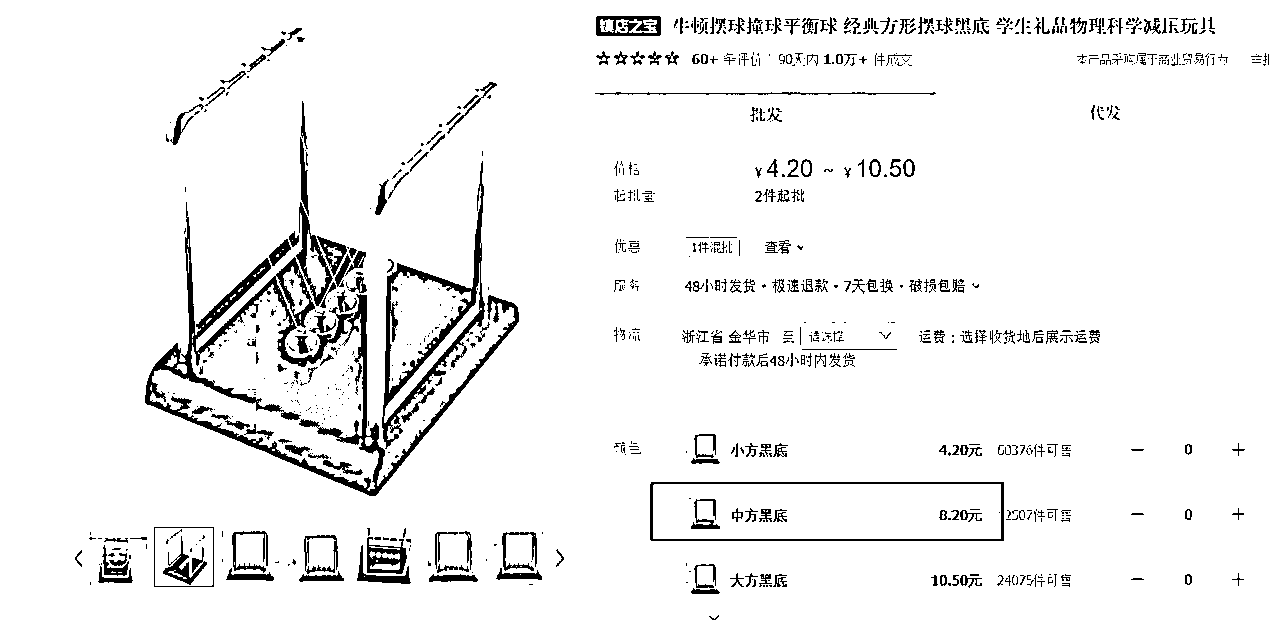 镇店之宝 牛顿摆球撞球平衡球 经典方形摆球黑底 学生礼品物理科学减压玩具
☆☆☆☆☆ 60+ 条评价 90天内 1.0万+ 件成交 本产品采购属于商业贸易行为
批发 代发
价格 ¥4.20 ~ ¥10.50
起批量 2件起批
优惠 1件混批 查看
服务 48小时发货·极速退款·7天包换·破损包赔
物流 浙江省 金华市 至 请选择 运费：选择收货地后展示运费
承诺付款后48小时内发货
颜色 小方黑底 4.20元 60376件可售 － 0 ＋
中方黑底 8.20元 2507件可售 － 0 ＋
大方黑底 10.50元 24075件可售 － 0 ＋